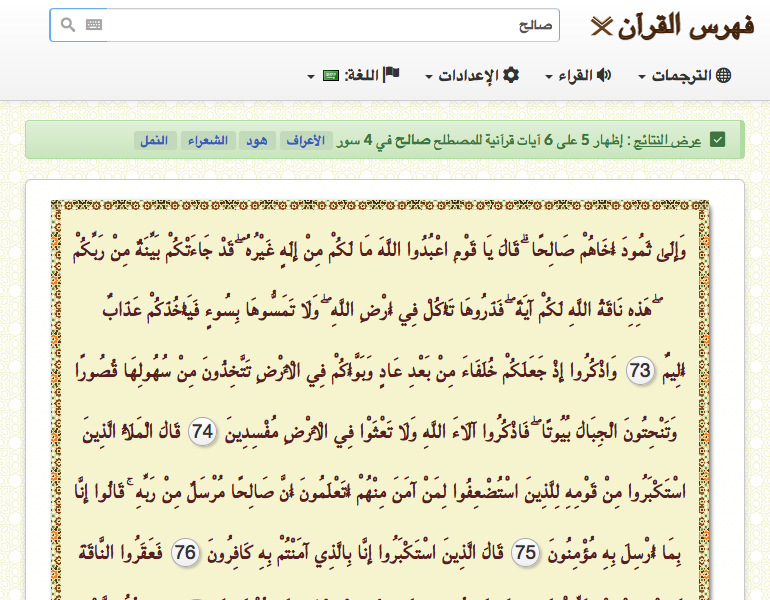 فهرس القرآن
صالح
الترجمات
القراء
الإعدادات
اللغة:
عرض النتائج : إظهار 5 على 6 آيات قرآنية للمصطلح صالح في 4 سور الأعراف هود الشعراء النمل
وَإِلَىٰ ثَمُودَ أَخَاهُمْ صَالِحًا ۗ قَالَ يَا قَوْمِ اعْبُدُوا اللَّهَ مَا لَكُمْ مِنْ إِلَٰهٍ غَيْرُهُ ۖ قَدْ جَاءَتْكُمْ بَيِّنَةٌ مِنْ رَبِّكُمْ
ۖ هَٰذِهِ نَاقَةُ اللَّهِ لَكُمْ آيَةً ۖ فَذَرُوهَا تَأْكُلْ فِي أَرْضِ اللَّهِ ۖ وَلَا تَمَسُّوهَا بِسُوءٍ فَيَأْخُذَكُمْ عَذَابٌ
أَلِيمٌ 73 وَاذْكُرُوا إِذْ جَعَلَكُمْ خُلَفَاءَ مِنْ بَعْدِ عَادٍ وَبَوَّأَكُمْ فِي الْأَرْضِ تَتَّخِذُونَ مِنْ سُهُولِهَا قُصُورًا
وَتَنْحِتُونَ الْجِبَالَ بُيُوتًا ۖ فَاذْكُرُوا آلَاءَ اللَّهِ وَلَا تَعْثَوْا فِي الْأَرْضِ مُفْسِدِينَ 74 قَالَ الْمَلَأُ الَّذِينَ
اسْتَكْبَرُوا مِنْ قَوْمِهِ لِلَّذِينَ اسْتُضْعِفُوا لِمَنْ آمَنَ مِنْهُمْ أَتَعْلَمُونَ أَنَّ صَالِحًا مُرْسَلٌ مِنْ رَبِّهِ ۚ قَالُوا إِنَّا
بِمَا أُرْسِلَ بِهِ مُؤْمِنُونَ 75 قَالَ الَّذِينَ اسْتَكْبَرُوا إِنَّا بِالَّذِي آمَنْتُمْ بِهِ كَافِرُونَ 76 فَعَقَرُوا النَّاقَةَ